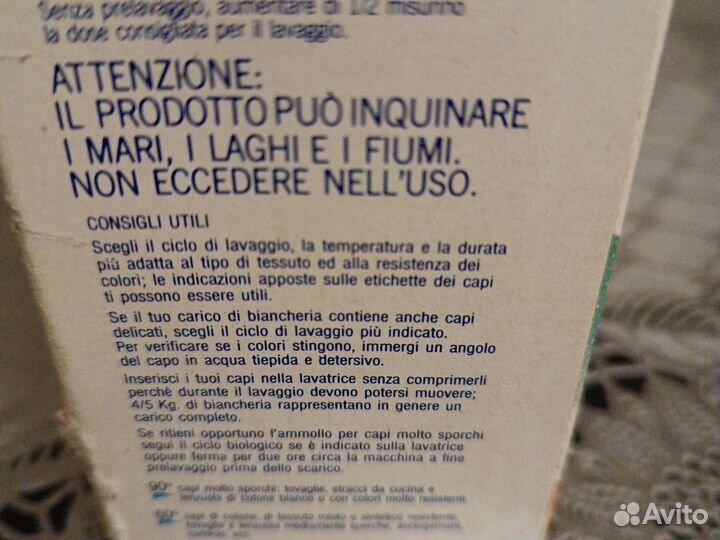 Senza prelavaggio, aumentare di 1/2 misurino
la dose consigliata per il lavaggio.
ATTENZIONE:
IL PRODOTTO PUÒ INQUINARE
I MARI, I LAGHI E I FIUMI.
NON ECCEDERE NELL'USO.
CONSIGLI UTILI
Scegli il ciclo di lavaggio, la temperatura e la durata
più adatta al tipo di tessuto ed alla resistenza dei
colori; le indicazioni apposte sulle etichette dei capi
ti possono essere utili.
Se il tuo carico di biancheria contiene anche capi
delicati, scegli il ciclo di lavaggio più indicato.
Per verificare se i colori stingono, immergi un angolo
del capo in acqua tiepida e detersivo.
Inserisci i tuoi capi nella lavatrice senza comprimerli
perchè durante il lavaggio devono potersi muovere;
4/5 Kg. di biancheria rappresentano in genere un
carico completo.
Se ritieni opportuno l'ammollo per capi molto sporchi
segui il ciclo biologico se è indicato sulla lavatrice
oppure ferma per due ore circa la macchina a fine
prelavaggio prima dello scarico.
90° capi molto sporchi: tovaglie, stracci da cucina e
lenzuola di cotone bianco o con colori molto resistenti.
60° capi di cotone, di tessuto misto o sintetico resistente,
tovaglie e lenzuola mediamente sporche, asciugamani,
camicie, ecc.
Avito